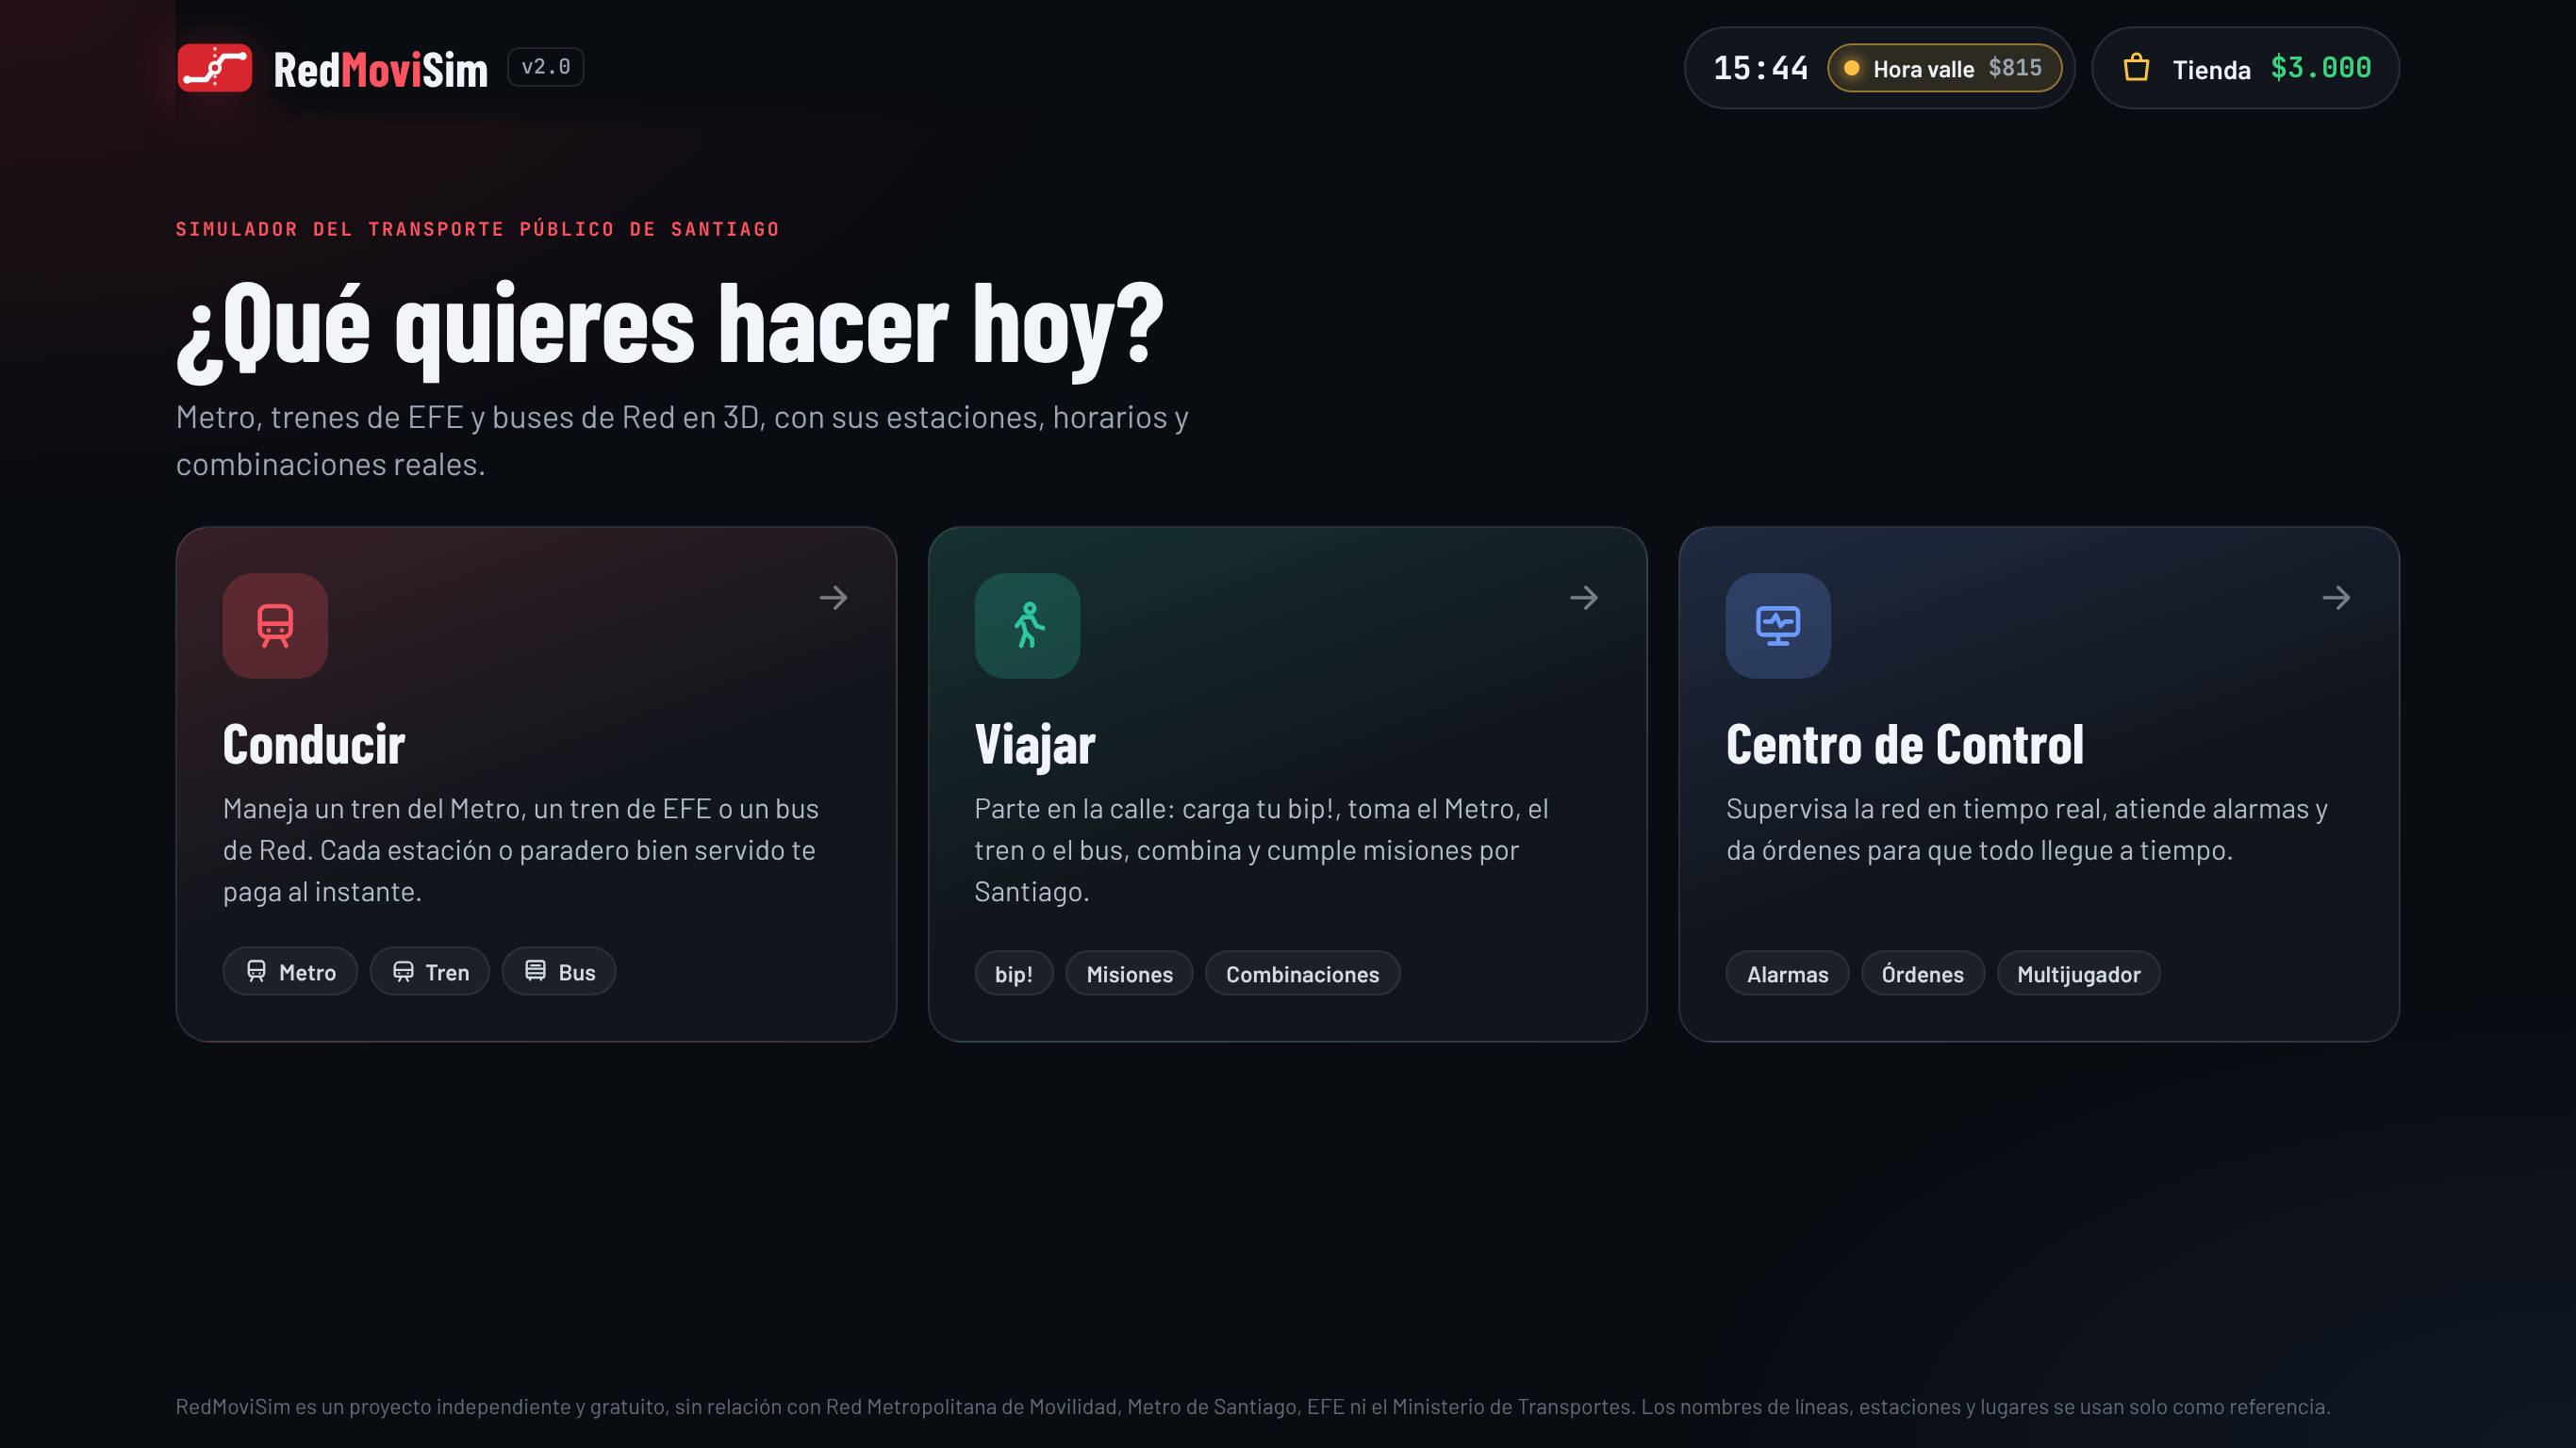 RedMoviSim v2.0
15:44 Hora valle $815 Tienda $3.000
SIMULADOR DEL TRANSPORTE PÚBLICO DE SANTIAGO
¿Qué quieres hacer hoy?
Metro, trenes de EFE y buses de Red en 3D, con sus estaciones, horarios y
combinaciones reales.
Conducir
Maneja un tren del Metro, un tren de EFE o un bus
de Red. Cada estación o paradero bien servido te
paga al instante.
Metro Tren Bus
Viajar
Parte en la calle: carga tu bip!, toma el Metro, el
tren o el bus, combina y cumple misiones por
Santiago.
bip! Misiones Combinaciones
Centro de Control
Supervisa la red en tiempo real, atiende alarmas y
da órdenes para que todo llegue a tiempo.
Alarmas Órdenes Multijugador
RedMoviSim es un proyecto independiente y gratuito, sin relación con Red Metropolitana de Movilidad, Metro de Santiago, EFE ni el Ministerio de Transportes. Los nombres de líneas, estaciones y lugares se usan solo como referencia.